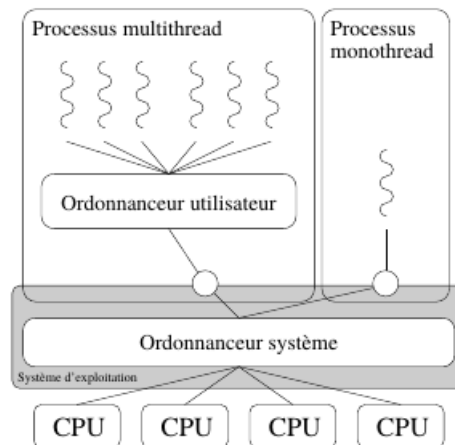 Processus multithread
Processus
monothread
Ordonnanceur utilisateur
Ordonnanceur système
Système d'exploitation
CPU
CPU
CPU
CPU